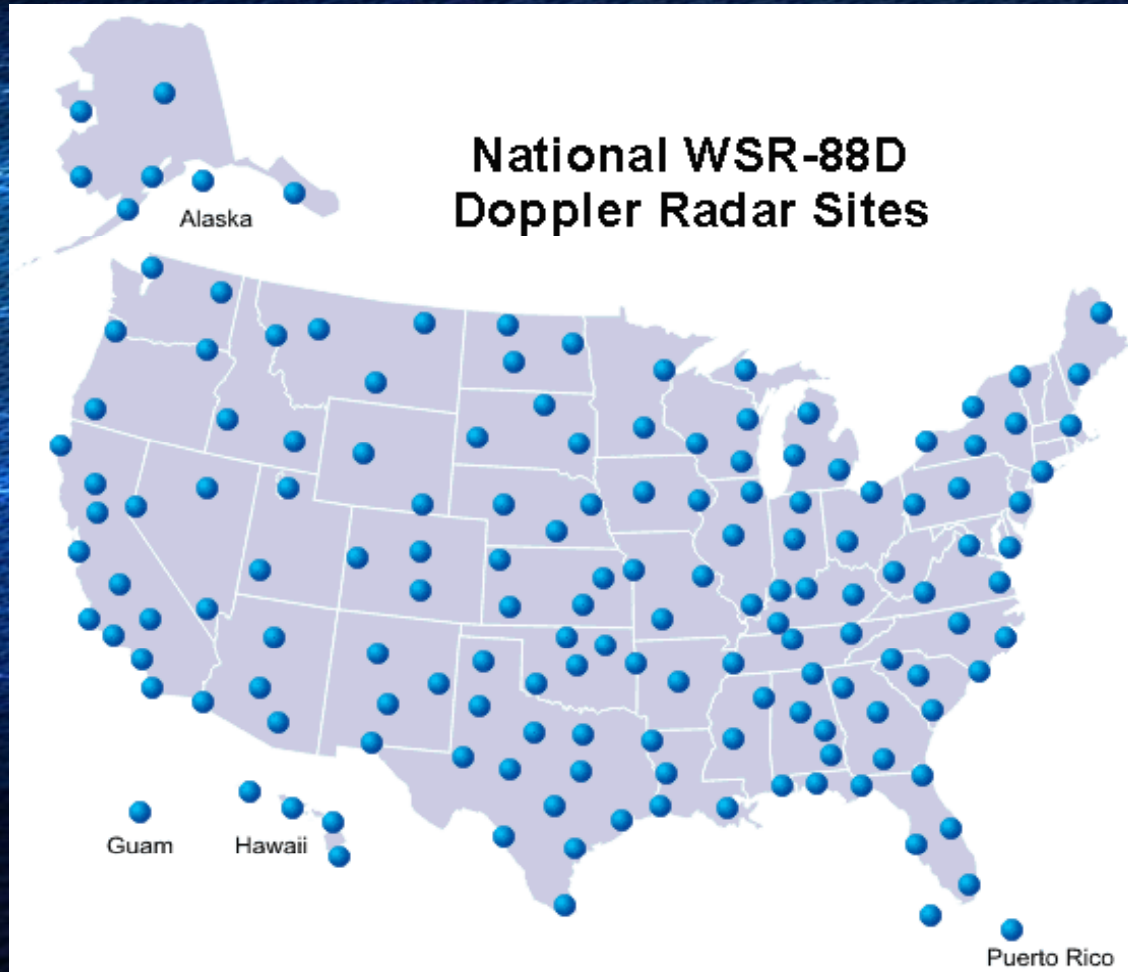 National WSR-88D
Doppler Radar Sites
Alaska
Guam
Hawaii
Puerto Rico